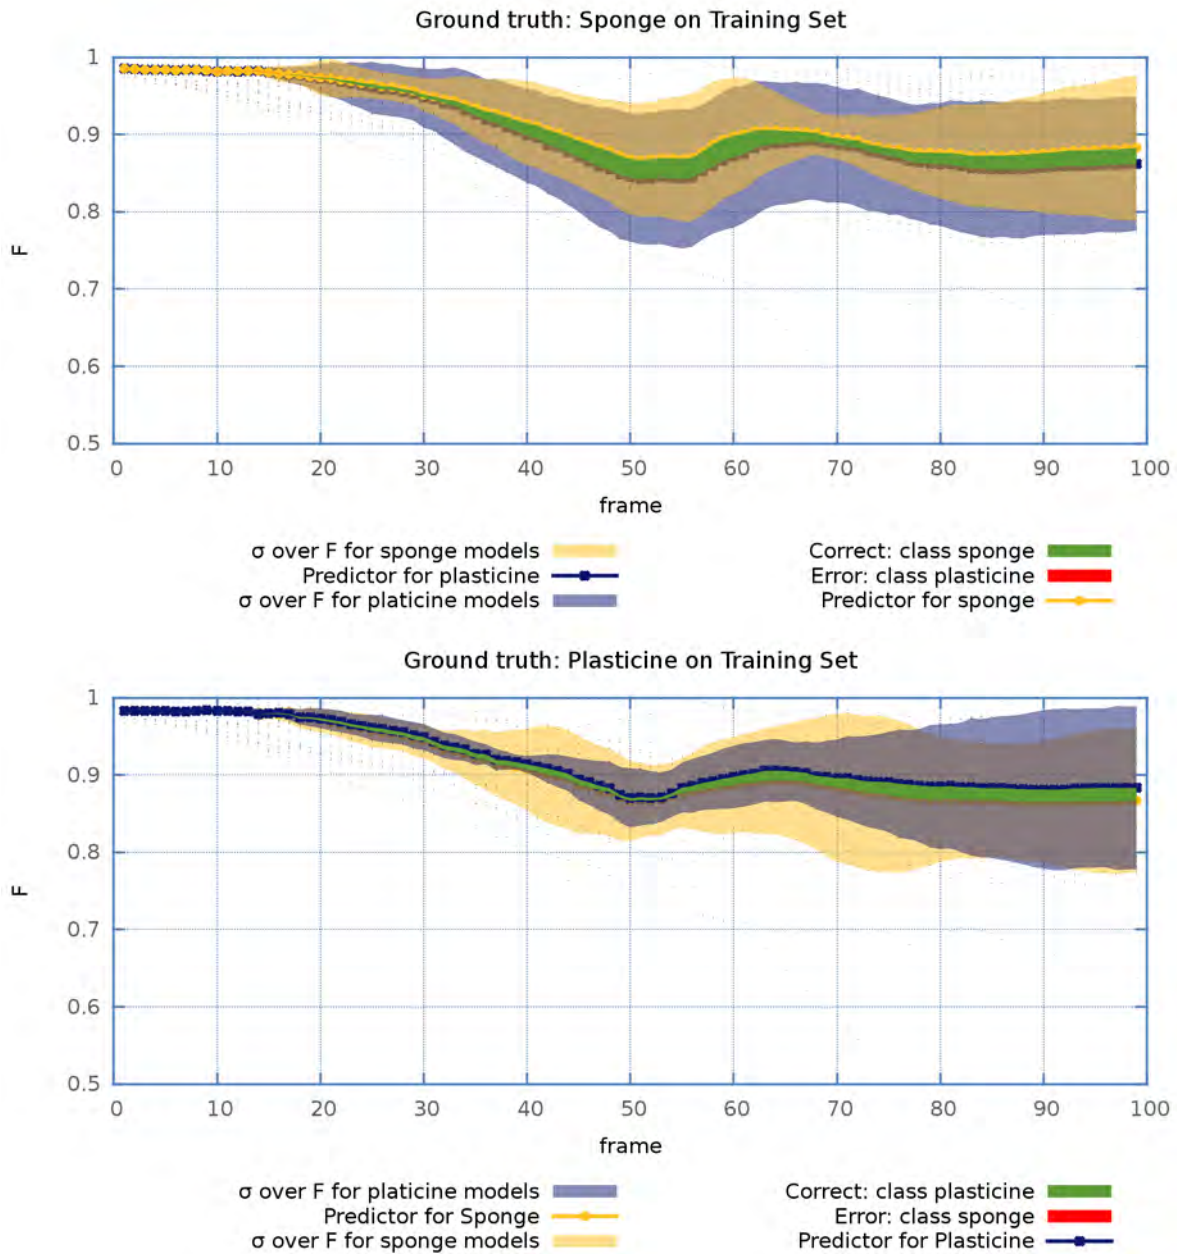 Ground truth: Sponge on Training Set
1
0.9
0.8
0.7
0.6
0.5
F
0 10 20 30 40 50 60 70 80 90 100
frame
σ over F for sponge models
Predictor for plasticine
σ over F for platicine models
Correct: class sponge
Error: class plasticine
Predictor for sponge
Ground truth: Plasticine on Training Set
1
0.9
0.8
0.7
0.6
0.5
F
0 10 20 30 40 50 60 70 80 90 100
frame
σ over F for platicine models
Predictor for Sponge
σ over F for sponge models
Correct: class plasticine
Error: class sponge
Predictor for Plasticine